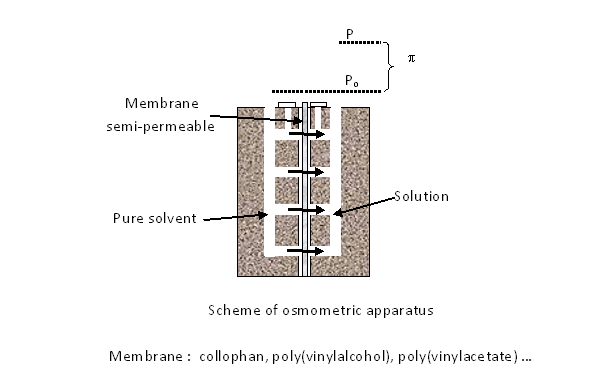 P
π
Po
Membrane
semi-permeable
Solution
Pure solvent
Scheme of osmometric apparatus
Membrane : collophan, poly(vinylalcohol), poly(vinylacetate) ...